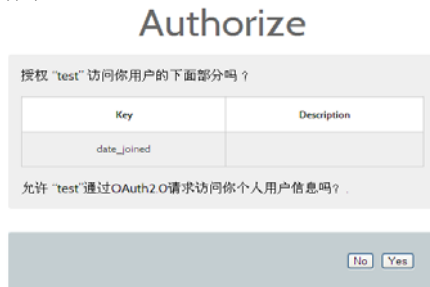 Authorize
授权 "test" 访问你用户的下面部分吗？
Key Description
date_joined
允许 "test"通过OAuth2.0请求访问你个人用户信息吗？.
No Yes